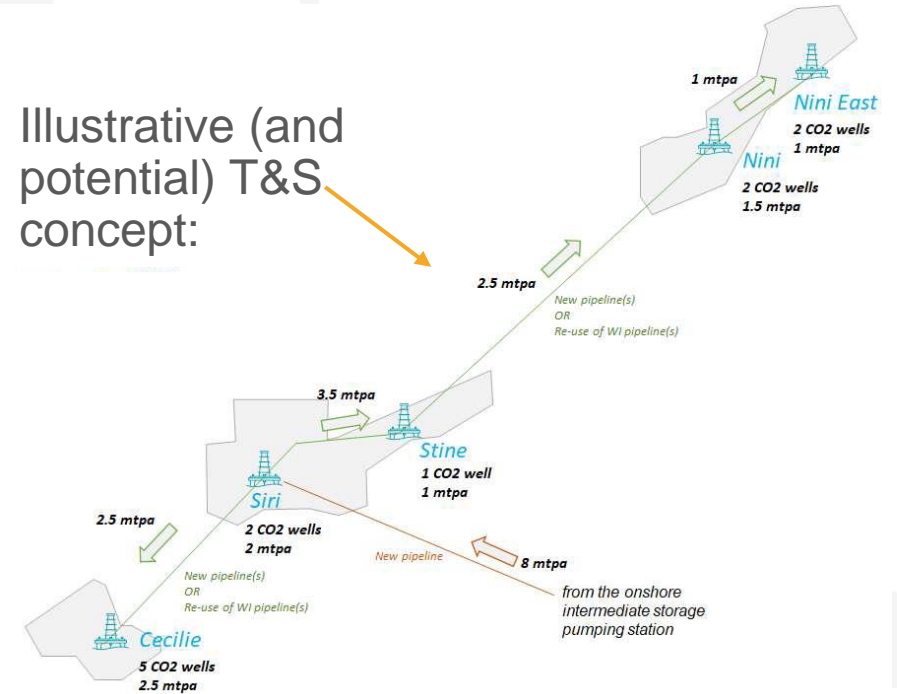 Illustrative (and
potential) T&S
concept:
1 mtpa
Nini East
2 CO2 wells
1 mtpa
Nini
2 CO2 wells
1.5 mtpa
2.5 mtpa
New pipeline(s)
OR
Re-use of WI pipeline(s)
3.5 mtpa
Stine
1 CO2 well
1 mtpa
Siri
2 CO2 wells
2 mtpa
2.5 mtpa
New pipeline(s)
OR
Re-use of WI pipeline(s)
New pipeline
8 mtpa
from the onshore
intermediate storage
pumping station
Cecilie
5 CO2 wells
2.5 mtpa